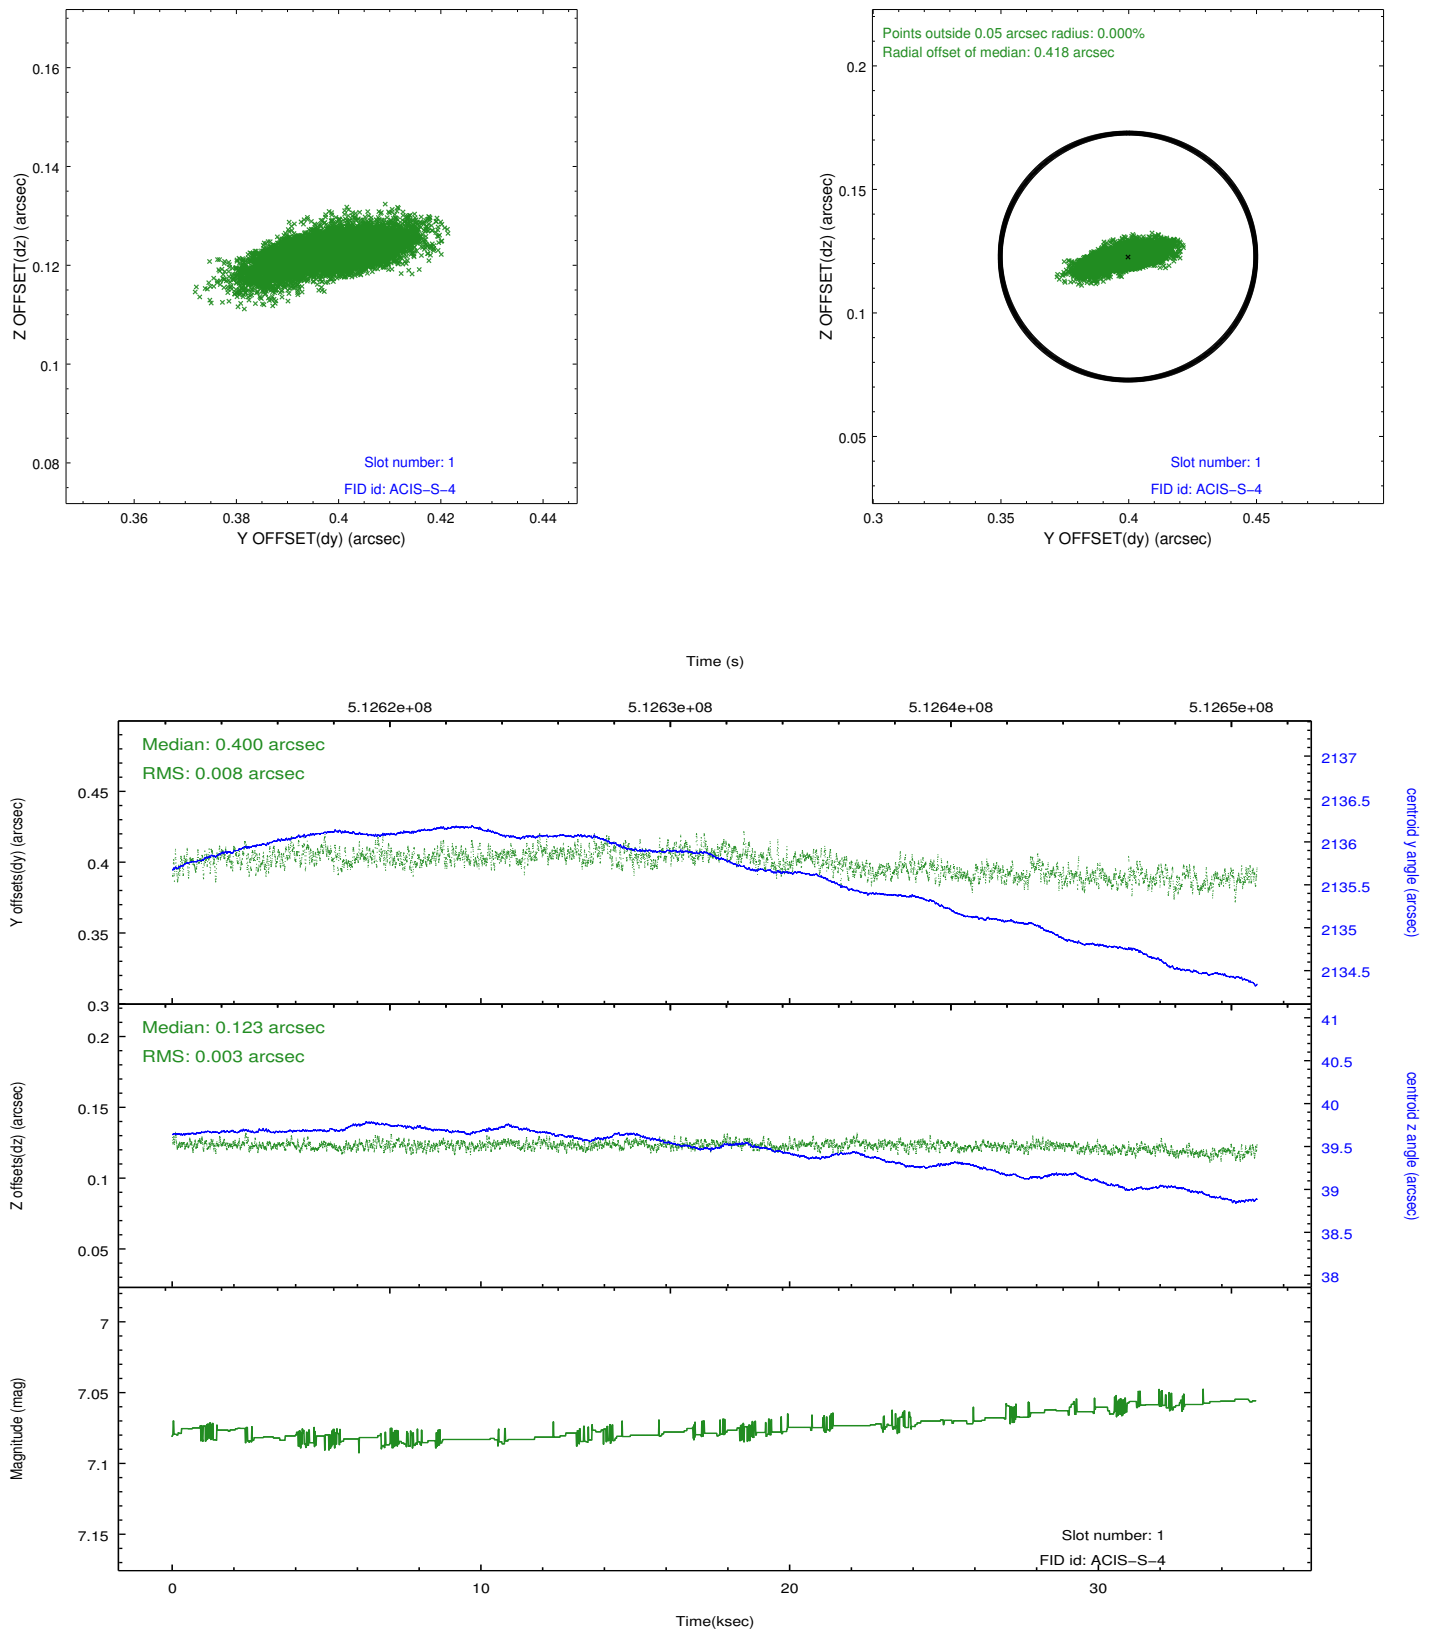 0.16
0.14
0.12
0.1
0.08
Z OFFSET(dz) (arcsec)
Slot number: 1
FID id: ACIS−S−4
0.36 0.38 0.4 0.42 0.44
Y OFFSET(dy) (arcsec)
Points outside 0.05 arcsec radius: 0.000%
Radial offset of median: 0.418 arcsec
0.2
0.15
0.1
0.05
Z OFFSET(dz) (arcsec)
Slot number: 1
FID id: ACIS−S−4
0.3 0.35 0.4 0.45
Y OFFSET(dy) (arcsec)
Time (s)
5.1262e+08 5.1263e+08 5.1264e+08 5.1265e+08
Median: 0.400 arcsec
RMS: 0.008 arcsec
0.45
0.4
0.35
0.3
Y offsets(dy) (arcsec)
2137
2136.5
2136
2135.5
2135
2134.5
centroid y angle (arcsec)
Median: 0.123 arcsec
RMS: 0.003 arcsec
0.2
0.15
0.1
0.05
Z offsets(dz) (arcsec)
41
40.5
40
39.5
39
38.5
38
centroid z angle (arcsec)
7
7.05
7.1
7.15
Magnitude (mag)
Slot number: 1
FID id: ACIS−S−4
0 10 20 30
Time(ksec)